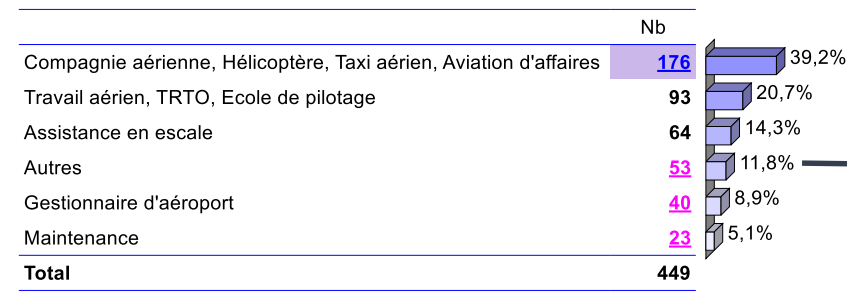 Nb
Compagnie aérienne, Hélicoptère, Taxi aérien, Aviation d'affaires 176 39,2%
Travail aérien, TRTO, Ecole de pilotage 93 20,7%
Assistance en escale 64 14,3%
Autres 53 11,8%
Gestionnaire d'aéroport 40 8,9%
Maintenance 23 5,1%
Total 449